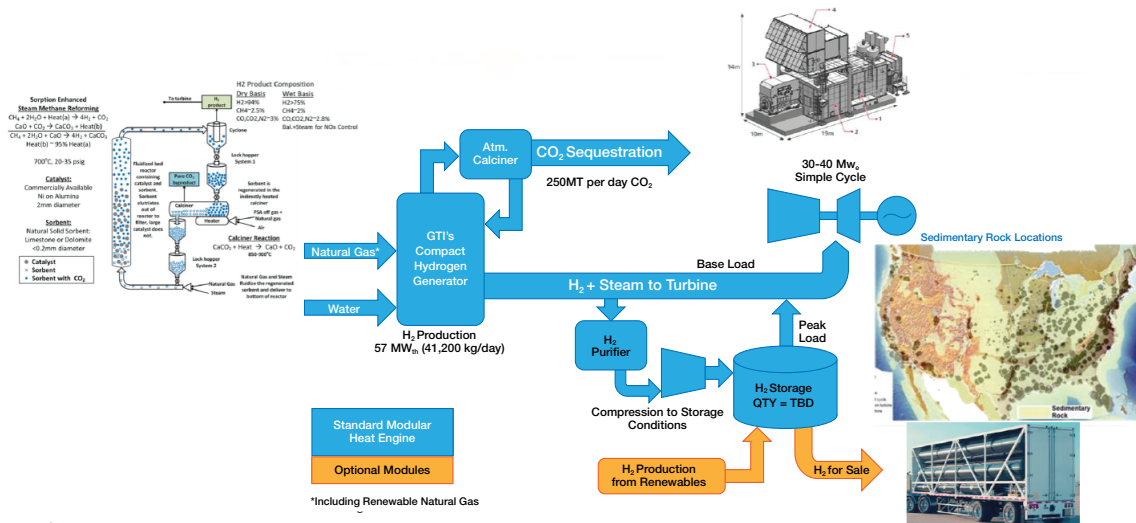 Sorption Enhanced
Steam Methane Reforming
CH₄ + 2H₂O + Heat(a) → 4H₂ + CO₂
CaO + CO₂ → CaCO₃ + Heat(b)
CH₄ + 2H₂O + CaO → 4H₂ + CaCO₃
Heat(b) ~ 95% Heat(a)
700°C, 20-35 psig
Catalyst:
Commercially Available
Ni on Alumina
2mm diameter
Sorbent:
Natural Solid Sorbent:
Limestone or Dolomite
<0.2mm diameter
Catalyst
Sorbent
Sorbent with CO₂
To turbine
H₂
product
H2 Product Composition
Dry Basis
H2>94%
CH4~2.5%
CO,CO2,N2~3%
Wet Basis
H2>75%
CH4~2%
CO,CO2,N2~2.8%
Bal.=Steam for NOx Control
Cyclone
Lock hopper
System 1
Fluidized bed
reactor
containing
catalyst and
sorbent.
Sorbent
elutriates
out of
reactor to
filter, large
catalyst does
not.
Pure CO₂
byproduct
Calciner
Sorbent is
regenerated in the
indirectly heated
calciner
Heater
PSA off gas +
Natural gas
Air
Calciner Reaction
CaCO₃ + Heat → CaO + CO₂
850-900°C
Lock hopper
System 2
Natural Gas and Steam
fluidize the regenerated
sorbent and deliver to
bottom of reactor
Natural Gas
Steam
Atm.
Calciner
CO₂ Sequestration
250MT per day CO₂
Natural Gas*
Water
GTI's
Compact
Hydrogen
Generator
H₂ Production
57 MWth (41,200 kg/day)
Base Load
H₂ + Steam to Turbine
H₂
Purifier
Compression to Storage
Conditions
Peak
Load
H₂ Storage
QTY = TBD
H₂ Production
from Renewables
H₂ for Sale
Standard Modular
Heat Engine
Optional Modules
*Including Renewable Natural Gas
4
5
3
1
2
10m
15m
30-40 Mwₑ
Simple Cycle
Sedimentary Rock Locations
Sedimentary
Rock